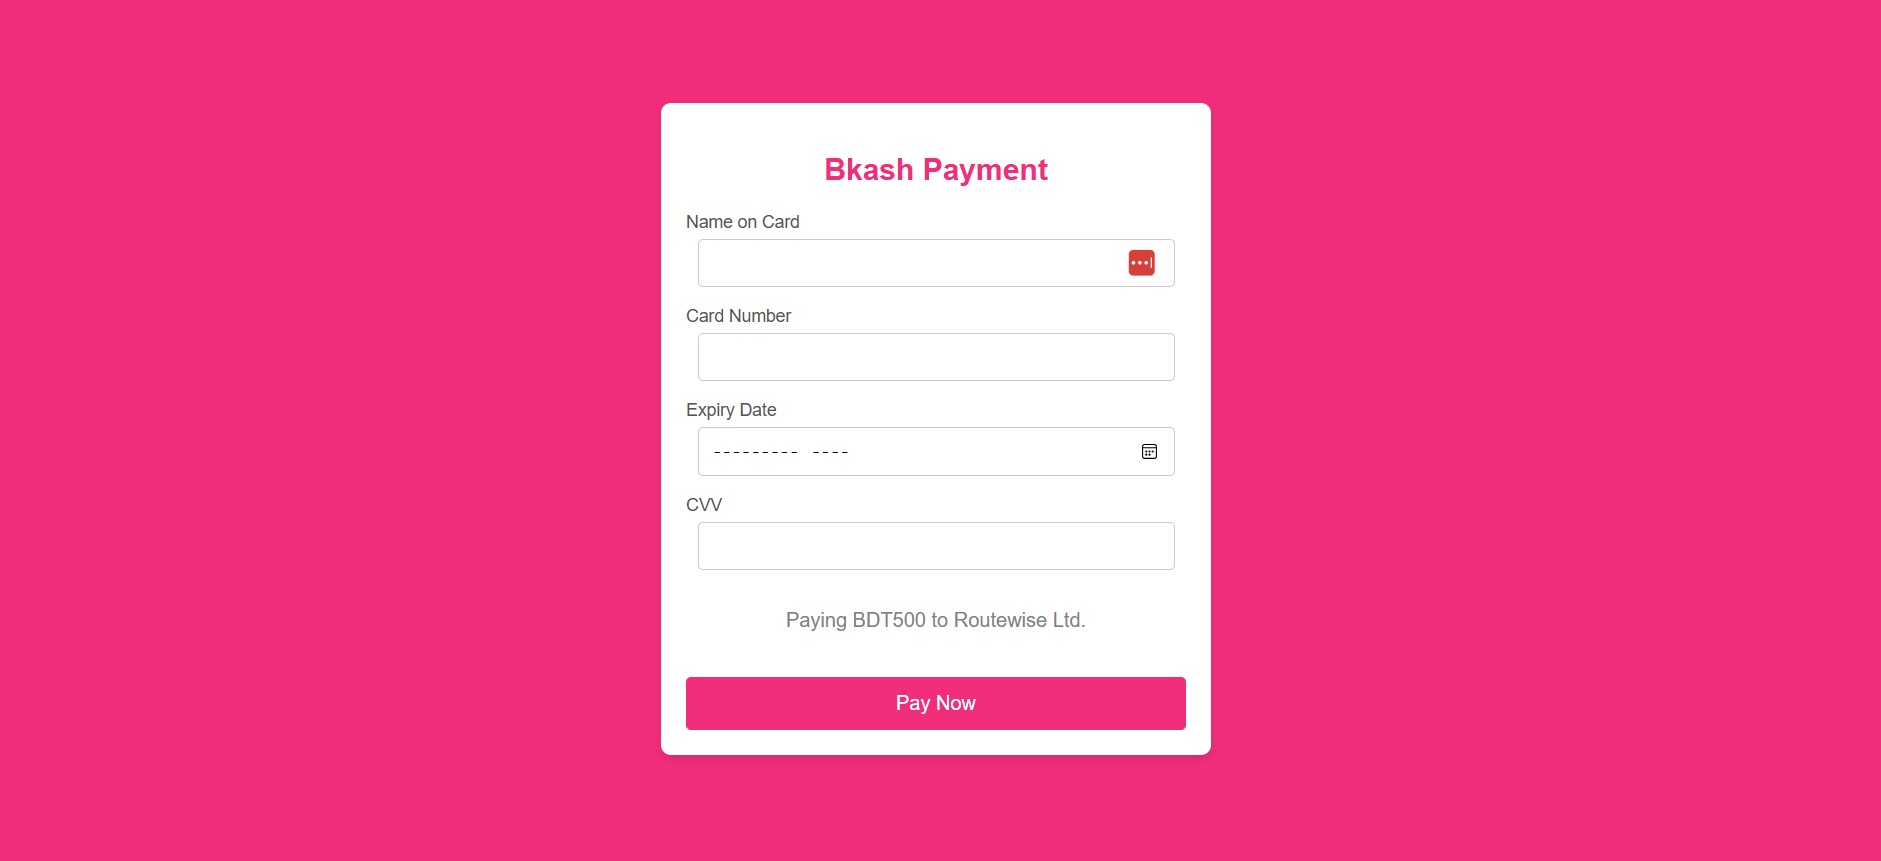 Bkash Payment
Name on Card
Card Number
Expiry Date
--------- ----
CVV
Paying BDT500 to Routewise Ltd.
Pay Now